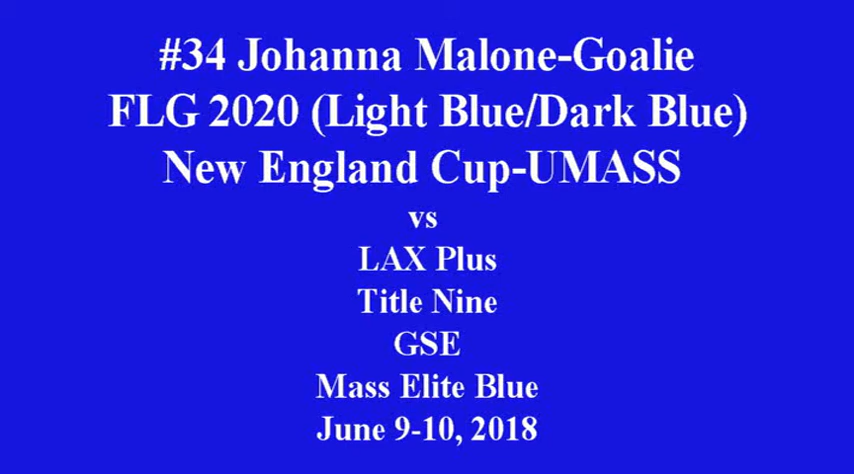 #34 Johanna Malone-Goalie
FLG 2020 (Light Blue/Dark Blue)
New England Cup-UMASS
vs
LAX Plus
Title Nine
GSE
Mass Elite Blue
June 9-10, 2018